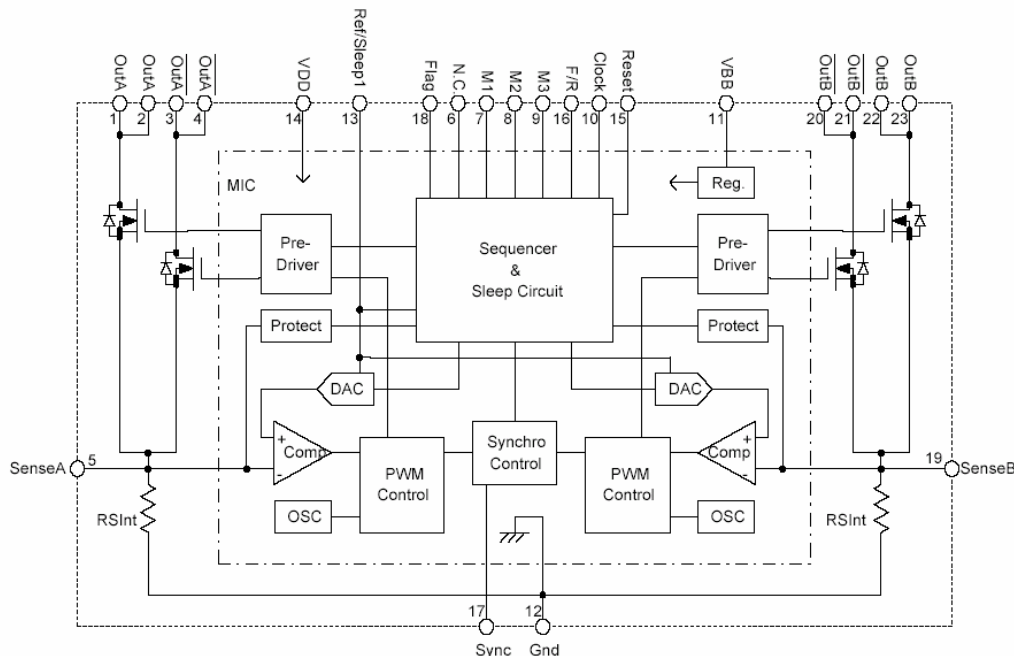 OutA
OutA
OutA
OutA
VDD
Ref/Sleep1
Flag
N.C.
M1
M2
M3
F/R
Clock
Reset
VBB
OutB
OutB
OutB
OutB
1
2
3
4
14
13
18
6
7
8
9
16
10
15
11
20
21
22
23
MIC
Reg.
Pre-
Driver
Sequencer
&
Sleep Circuit
Pre-
Driver
Protect
Protect
DAC
DAC
+
Comp
-
PWM
Control
Synchro
Control
PWM
Control
+
Comp
-
SenseA
5
19
SenseB
RSInt
OSC
OSC
RSInt
17
12
Sync
Gnd